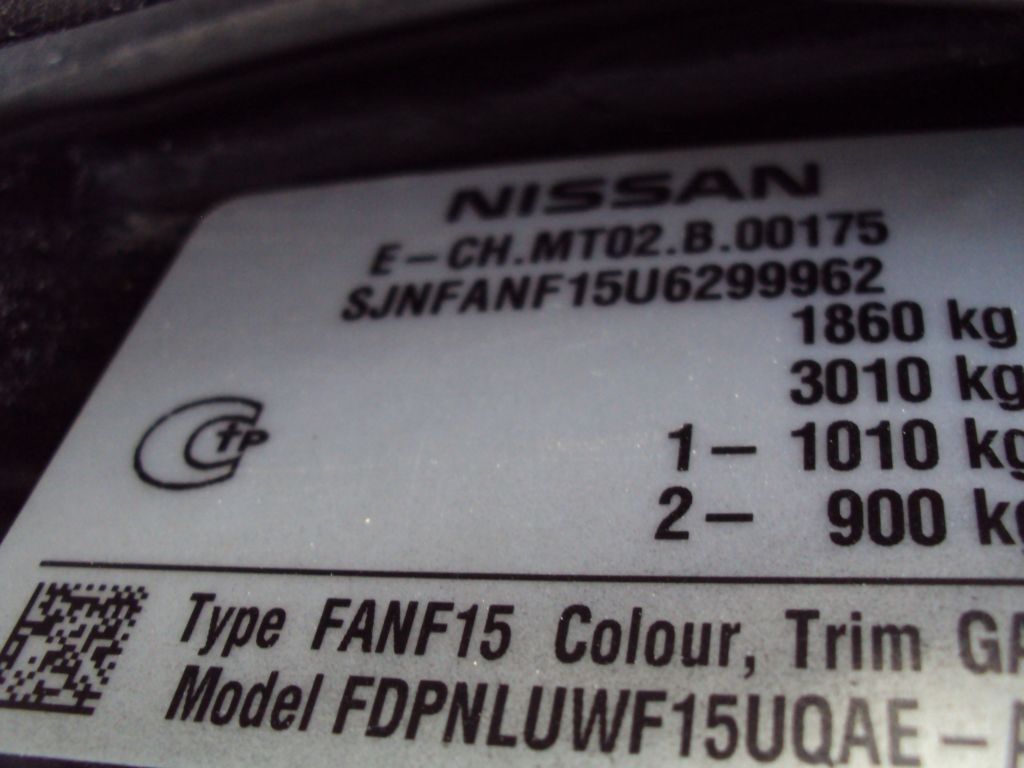 NISSAN
E-CH.MT02.B.00175
SJNFANF15U6299962
1860 kg
3010 kg
1- 1010 kg
2- 900 kg
Type FANF15 Colour, Trim GA
Model FDPNLUWF15UQAE-A